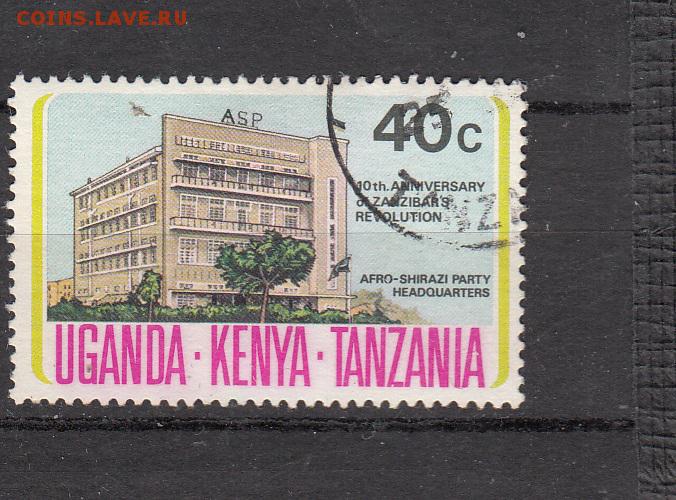 COINS.LAVE.RU
ASP
40c
10th. ANNIVERSARY
of ZANZIBAR'S
REVOLUTION
AFRO-SHIRAZI PARTY
HEADQUARTERS
UGANDA · KENYA · TANZANIA